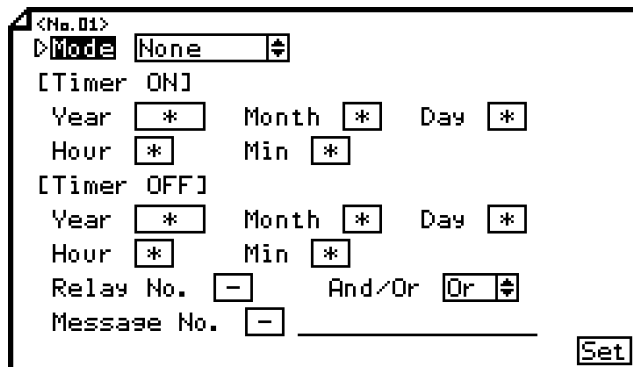 <No.01>
Mode None
[Timer ON]
Year * Month * Day *
Hour * Min *
[Timer OFF]
Year * Month * Day *
Hour * Min *
Relay No. - And/Or Or
Message No. -
Set